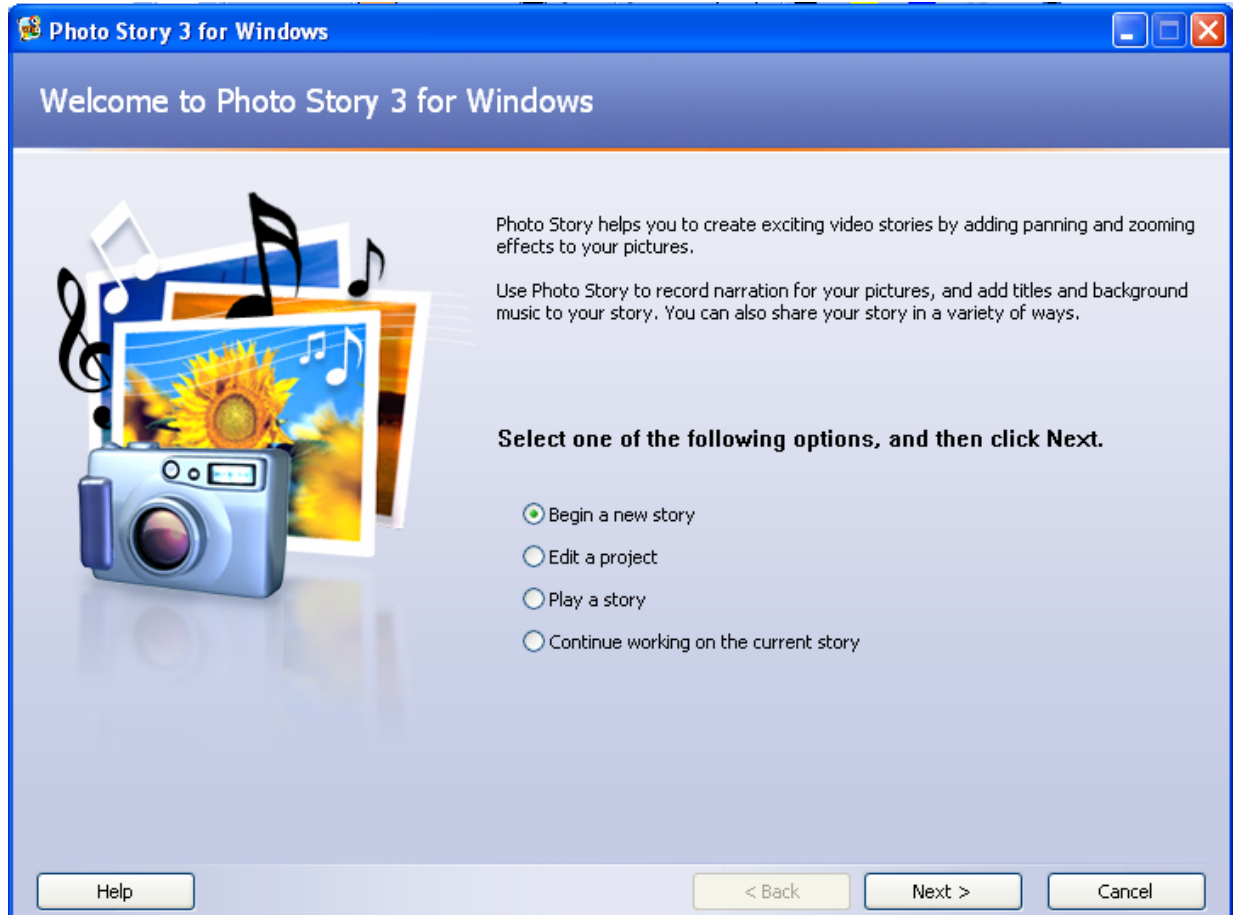 Photo Story 3 for Windows
Welcome to Photo Story 3 for Windows
Photo Story helps you to create exciting video stories by adding panning and zooming
effects to your pictures.
Use Photo Story to record narration for your pictures, and add titles and background
music to your story. You can also share your story in a variety of ways.
Select one of the following options, and then click Next.
Begin a new story
Edit a project
Play a story
Continue working on the current story
Help
< Back
Next >
Cancel